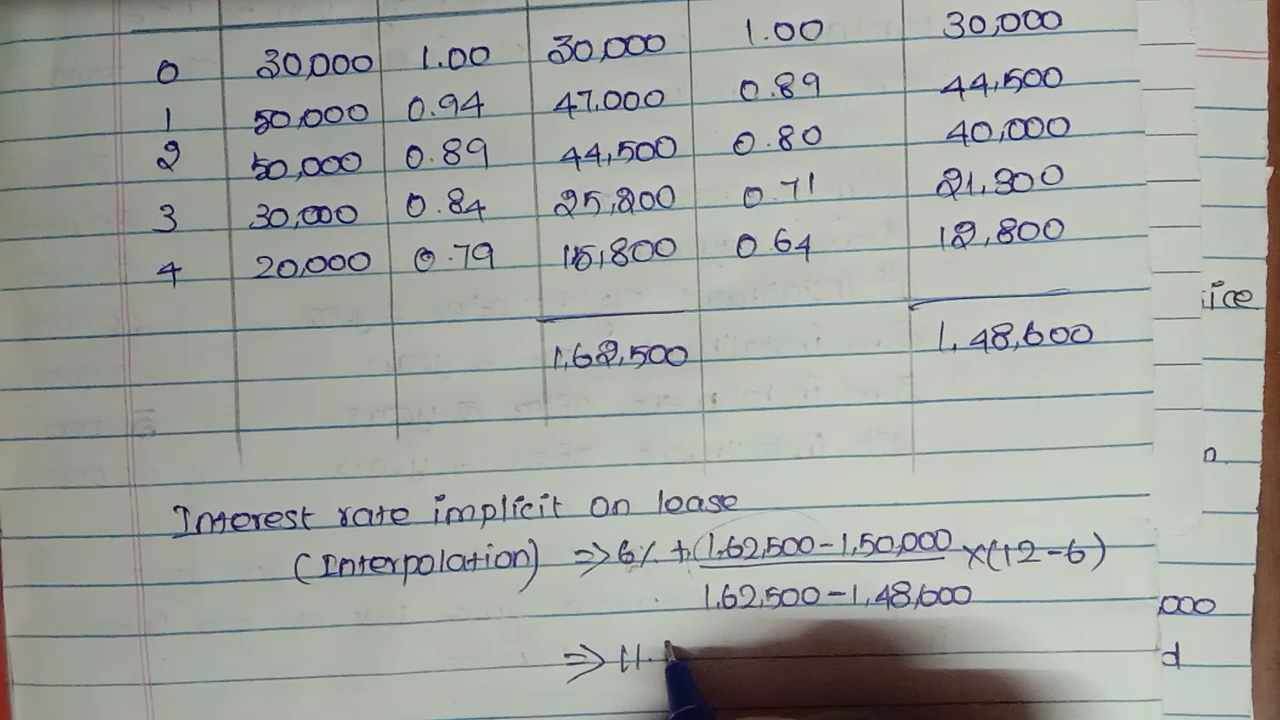 0 30,000 1.00 30,000 1.00 30,000
1 50,000 0.94 47.000 0.89 44,500
2 50,000 0.89 44,500 0.80 40,000
3 30,000 0.84 25,200 0.71 21,300
4 20,000 0.79 15,800 0.64 12,800
ice
1,62,500 1,48,600
n
Interest rate implicit on lease
(Interpolation) ⇒ 6% + (1,62,500-1,50,000 x(12-6)
1,62,500-1,48,600
,000
⇒ 11.
d